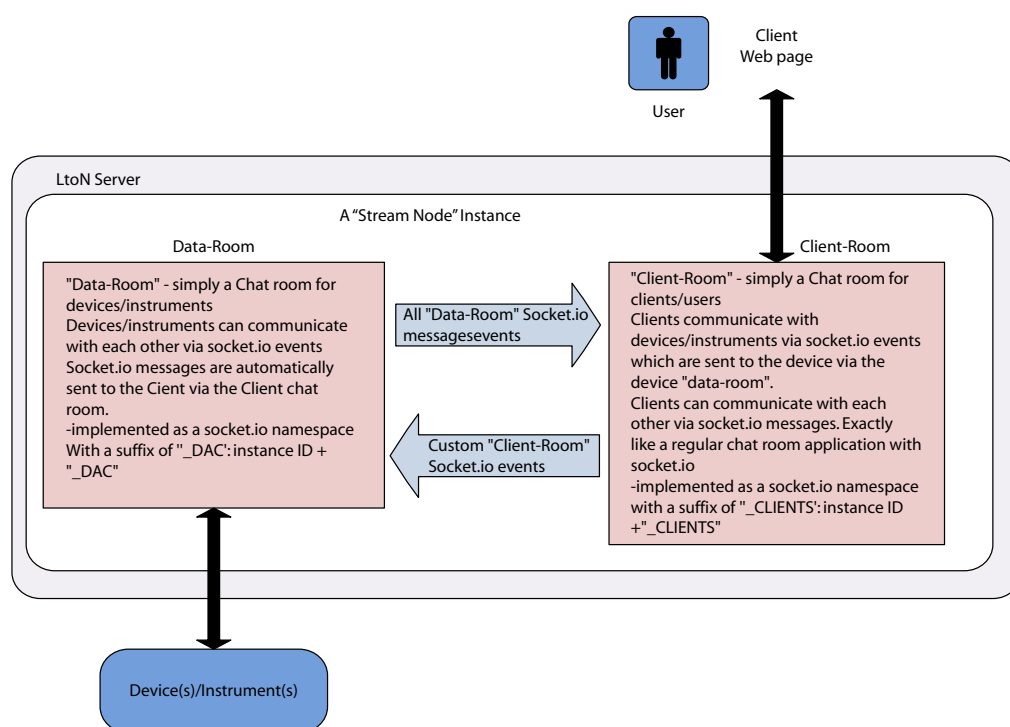 Client
Web page
User
LtoN Server
A “Stream Node” Instance
Data-Room
Client-Room
"Data-Room" - simply a Chat room for
devices/instruments
Devices/instruments can communicate
with each other via socket.io events
Socket.io messages are automatically
sent to the Cient via the Client chat
room.
-implemented as a socket.io namespace
With a suffix of "_DAC': instance ID +
"_DAC"
All "Data-Room" Socket.io
messagesevents
Custom "Client-Room"
Socket.io events
"Client-Room" - simply a Chat room for
clients/users
Clients communicate with
devices/instruments via socket.io events
which are sent to the device via the
device "data-room".
Clients can communicate with each
other via socket.io messages. Exactly
like a regular chat room application with
socket.io
-implemented as a socket.io namespace
with a suffix of "_CLIENTS': instance ID
+"_CLIENTS"
Device(s)/Instrument(s)